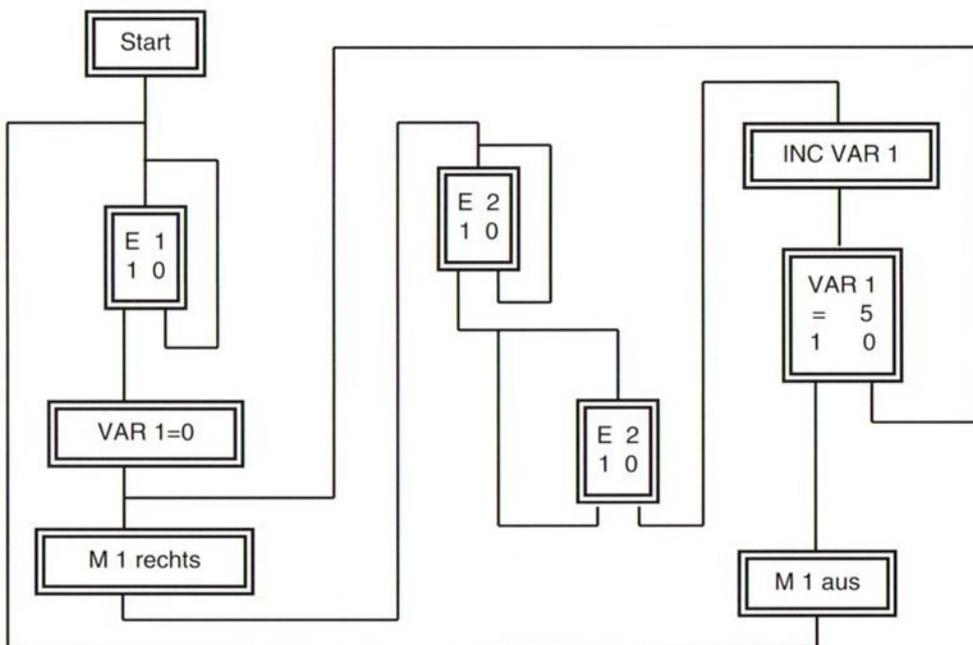 Start
E 1
1 0
VAR 1=0
M 1 rechts
E 2
1 0
E 2
1 0
INC VAR 1
VAR 1
= 5
1 0
M 1 aus